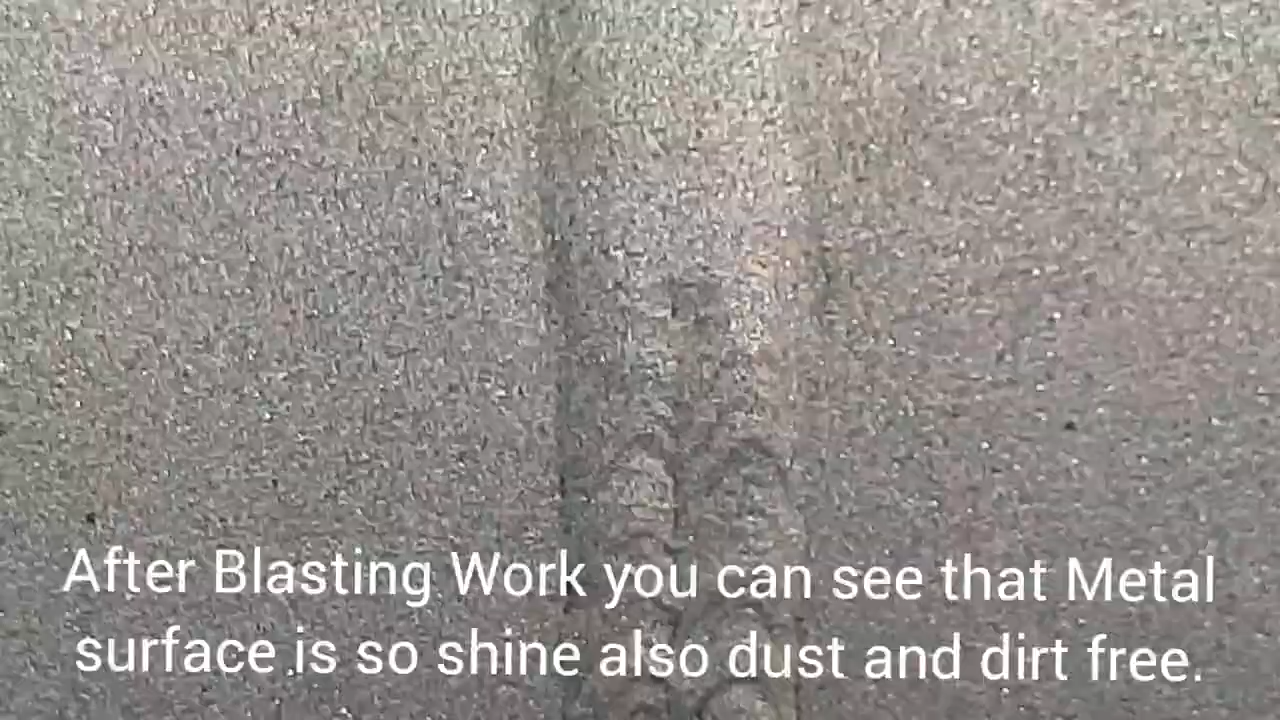 After Blasting Work you can see that Metal
surface is so shine also dust and dirt free.